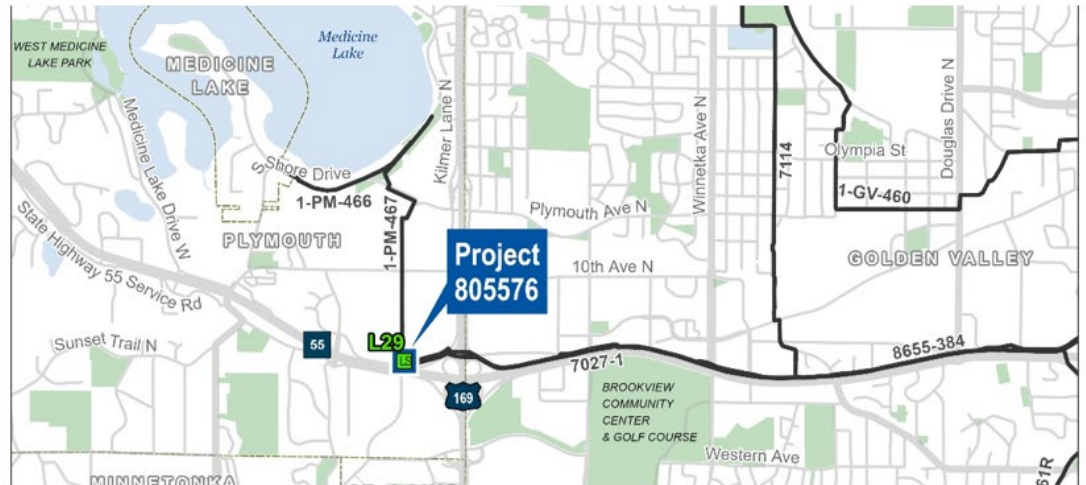 WEST MEDICINE
LAKE PARK
MEDICINE
LAKE
Medicine
Lake
Medicine Lake Drive W
S Shore Drive
1-PM-466
1-PM-467
Kilmer Lane N
Plymouth Ave N
Winnetka Ave N
7114
Olympia St
Douglas Drive N
1-GV-460
PLYMOUTH
Project
805576
10th Ave N
GOLDEN VALLEY
State Highway 55 Service Rd
Sunset Trail N
55
L29
LS
169
7027-1
8655-384
BROOKVIEW
COMMUNITY
CENTER
& GOLF COURSE
Western Ave
MINNETONKA